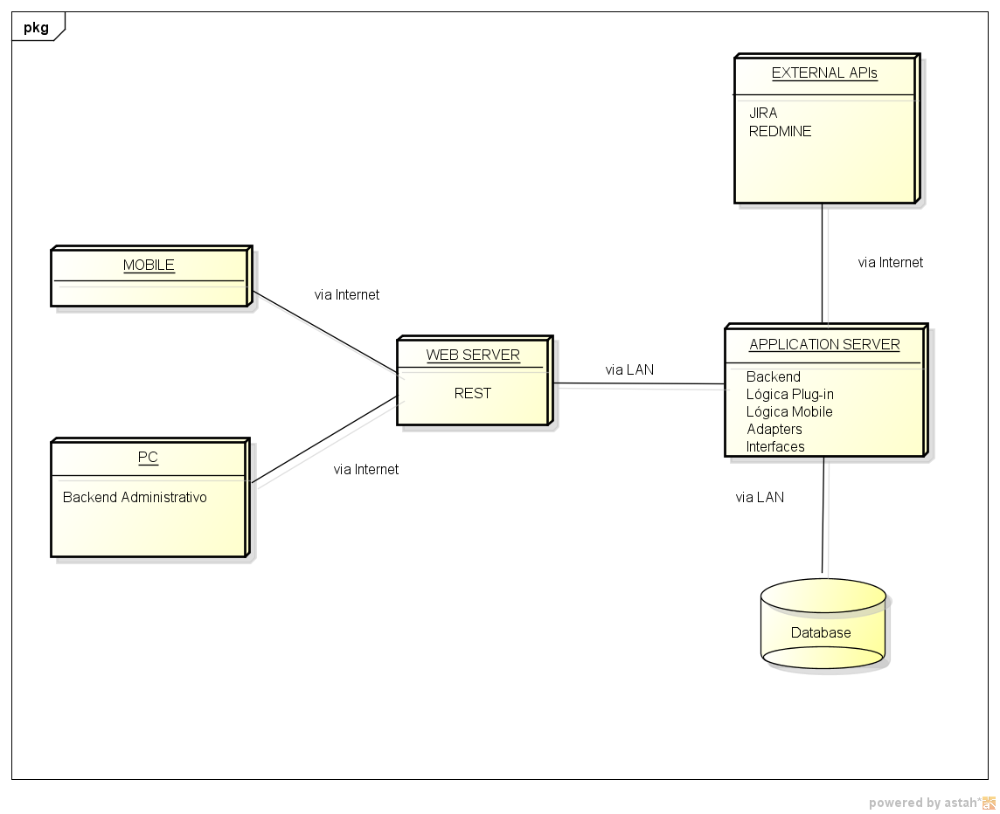 pkg
EXTERNAL APIs
JIRA
REDMINE
via Internet
MOBILE
via Internet
WEB SERVER
REST
via LAN
APPLICATION SERVER
Backend
Lógica Plug-in
Lógica Mobile
Adapters
Interfaces
PC
Backend Administrativo
via Internet
via LAN
Database
powered by astah*